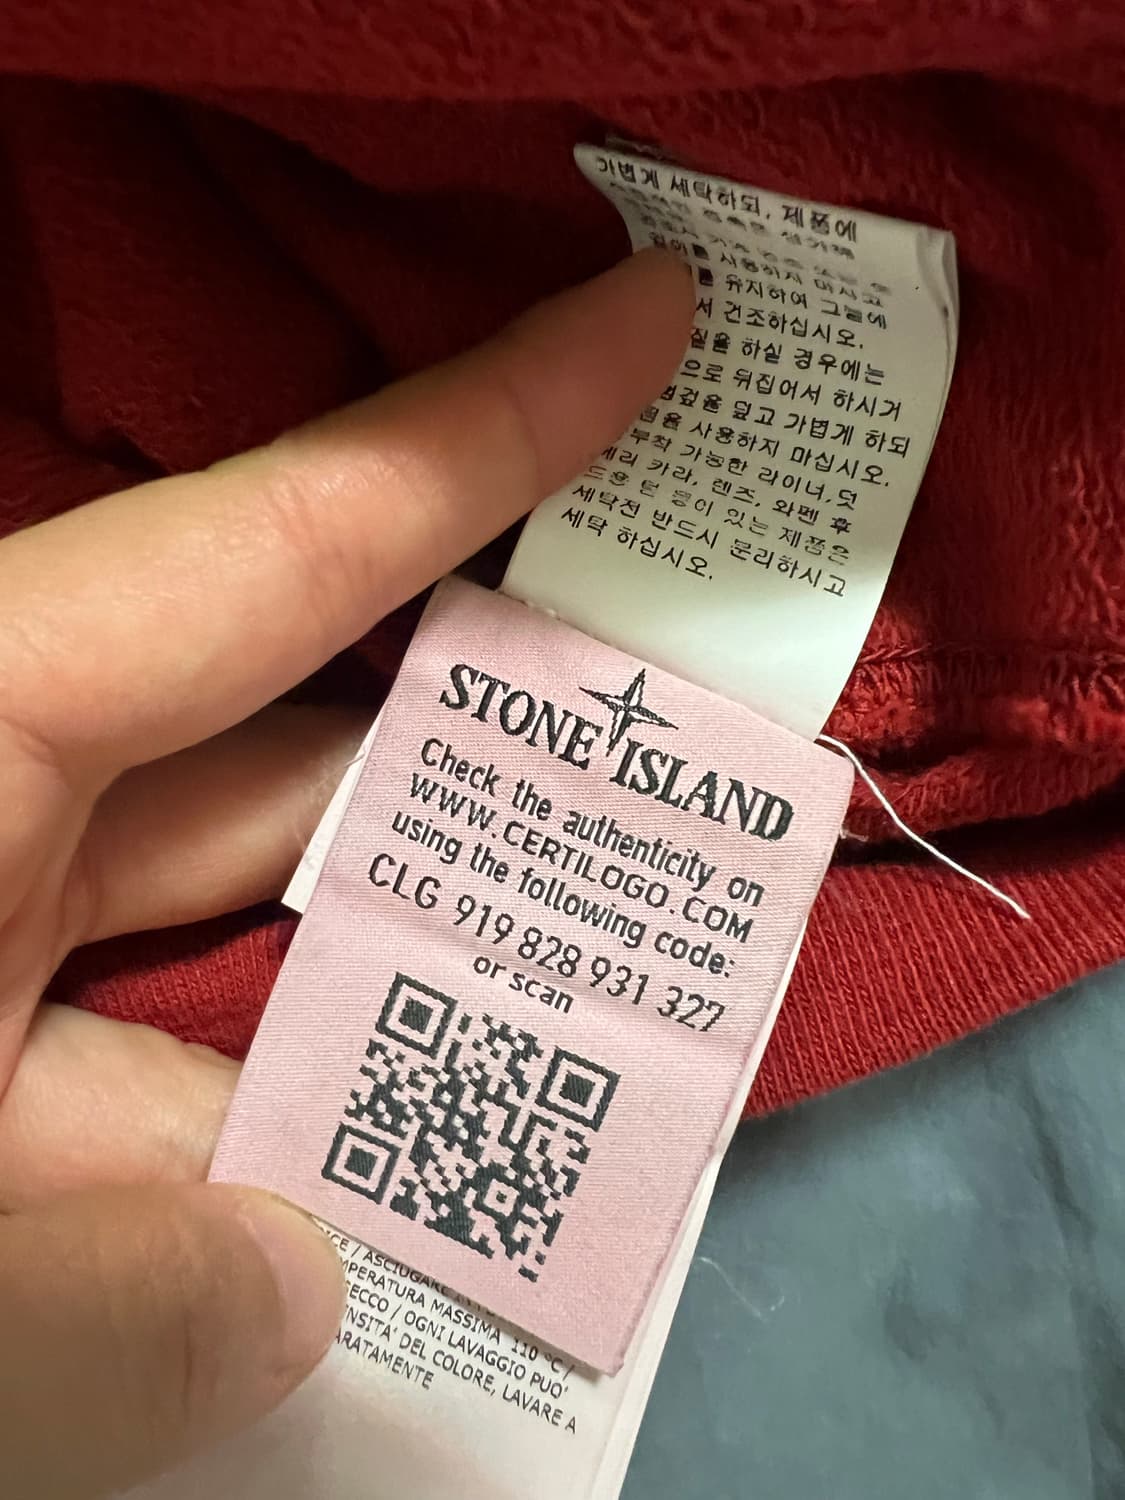 가볍게 세탁하되, 제품에
사용하지 마시고
유지하여 그늘에
건조하십시오.
하실 경우에는
으로 뒤집어서 하시거
덮고 가볍게 하되
사용하지 마십시오.
부착 가능한 라이너, 덧
카라, 렌즈, 와펜 후
드용 털 등이 있는 제품은
세탁전 반드시 분리하시고
세탁 하십시오.
STONE ISLAND
Check the authenticity on
WWW.CERTILOGO.COM
using the following code:
CLG 919 828 931 327
or scan
/ ASCIUGARE
MASSIMA 110 °C /
SECCO / OGNI LAVAGGIO PUO'
DEL COLORE, LAVARE A